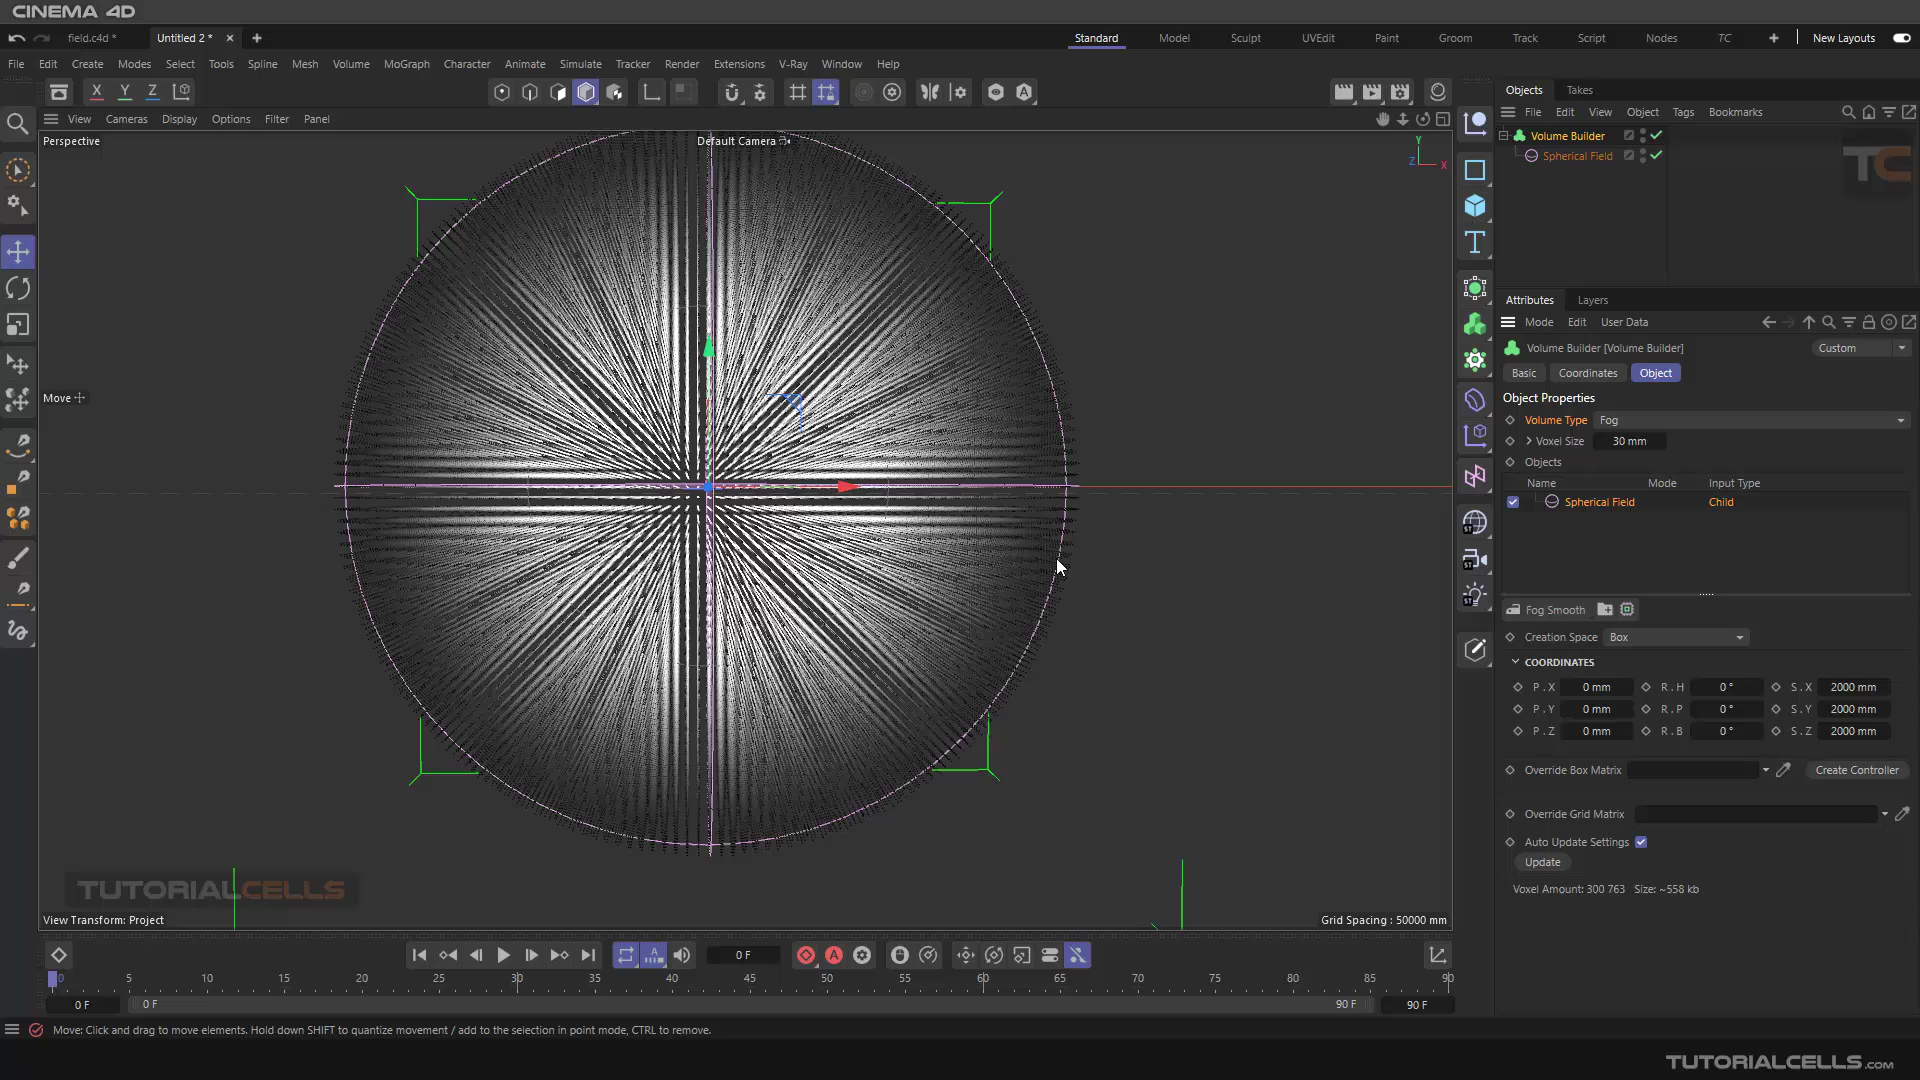 CINEMA 4D
field.c4d *
Untitled 2 *
Standard Model Sculpt UVEdit Paint Groom Track Script Nodes TC New Layouts
File Edit Create Modes Select Tools Spline Mesh Volume MoGraph Character Animate Simulate Tracker Render Extensions V-Ray Window Help
X Y Z
View Cameras Display Options Filter Panel
Perspective
Default Camera
Y
Z
X
Move
TUTORIALCELLS
View Transform: Project
Grid Spacing : 50000 mm
Objects Takes
File Edit View Object Tags Bookmarks
Volume Builder
Spherical Field
TC
Attributes Layers
Mode Edit User Data
Volume Builder [Volume Builder]
Custom
Basic Coordinates Object
Object Properties
Volume Type Fog
Voxel Size 30 mm
Objects
Name Mode Input Type
Spherical Field Child
Fog Smooth
Creation Space Box
COORDINATES
P . X 0 mm R . H 0 ° S . X 2000 mm
P . Y 0 mm R . P 0 ° S . Y 2000 mm
P . Z 0 mm R . B 0 ° S . Z 2000 mm
Override Box Matrix Create Controller
Override Grid Matrix
Auto Update Settings
Update
Voxel Amount: 300 763 Size: ~558 kb
0 F
0 5 10 15 20 25 30 35 40 45 50 55 60 65 70 75 80 85 90
0 F 0 F 90 F 90 F
Move: Click and drag to move elements. Hold down SHIFT to quantize movement / add to the selection in point mode, CTRL to remove.
TUTORIALCELLS.COM